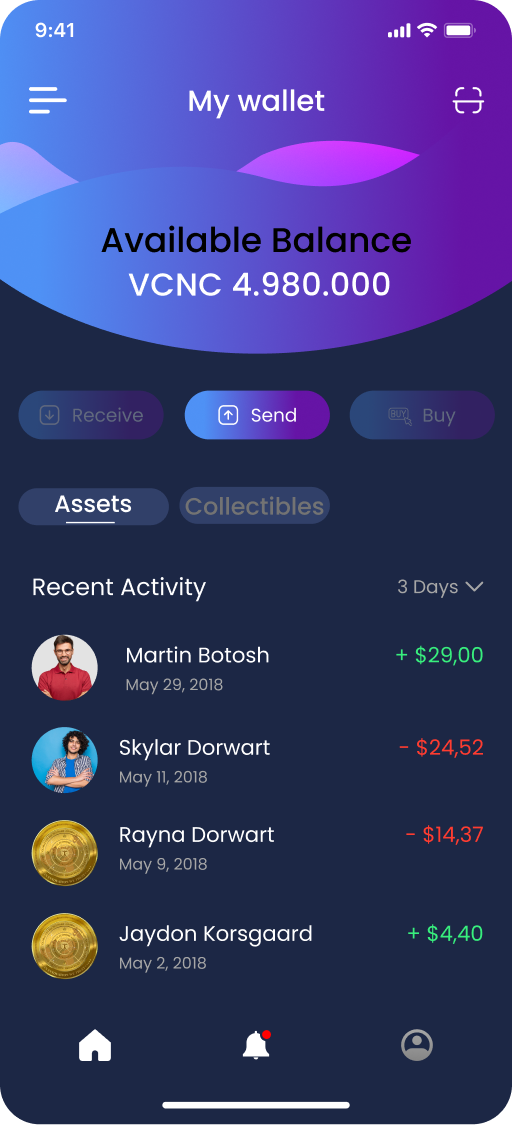 9:41
My wallet
Available Balance
VCNC 4.980.000
Receive
Send
BUY
Buy
Assets
Collectibles
Recent Activity
3 Days
Martin Botosh
+ $29,00
May 29, 2018
Skylar Dorwart
- $24,52
May 11, 2018
Rayna Dorwart
- $14,37
May 9, 2018
Jaydon Korsgaard
+ $4,40
May 2, 2018